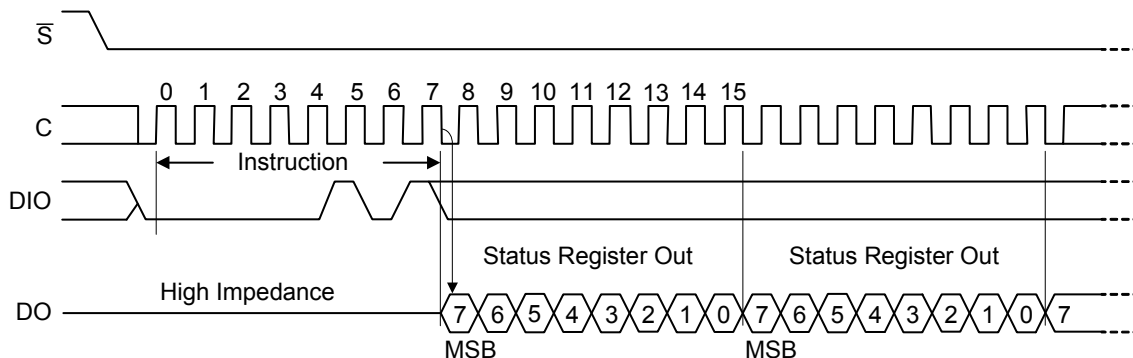 S̅
0 1 2 3 4 5 6 7 8 9 10 11 12 13 14 15
C
Instruction
DIO
Status Register Out Status Register Out
High Impedance
DO 7 6 5 4 3 2 1 0 7 6 5 4 3 2 1 0 7
MSB MSB